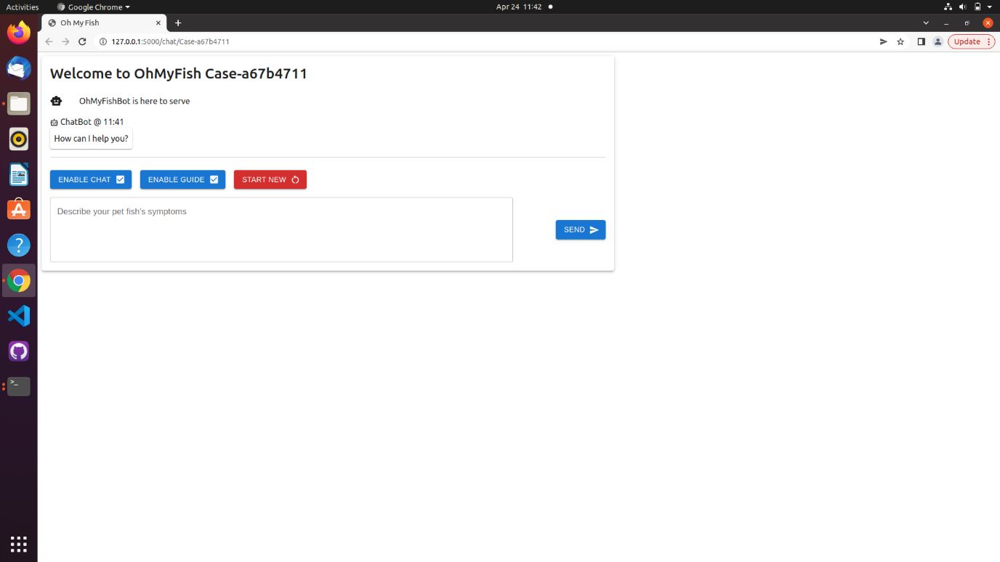 Activities Google Chrome Apr 24 11:42
Oh My Fish
127.0.0.1:5000/chat/Case-a67b4711 Update
Welcome to OhMyFish Case-a67b4711
OhMyFishBot is here to serve
ChatBot @ 11:41
How can I help you?
ENABLE CHAT ENABLE GUIDE START NEW
Describe your pet fish's symptoms
SEND